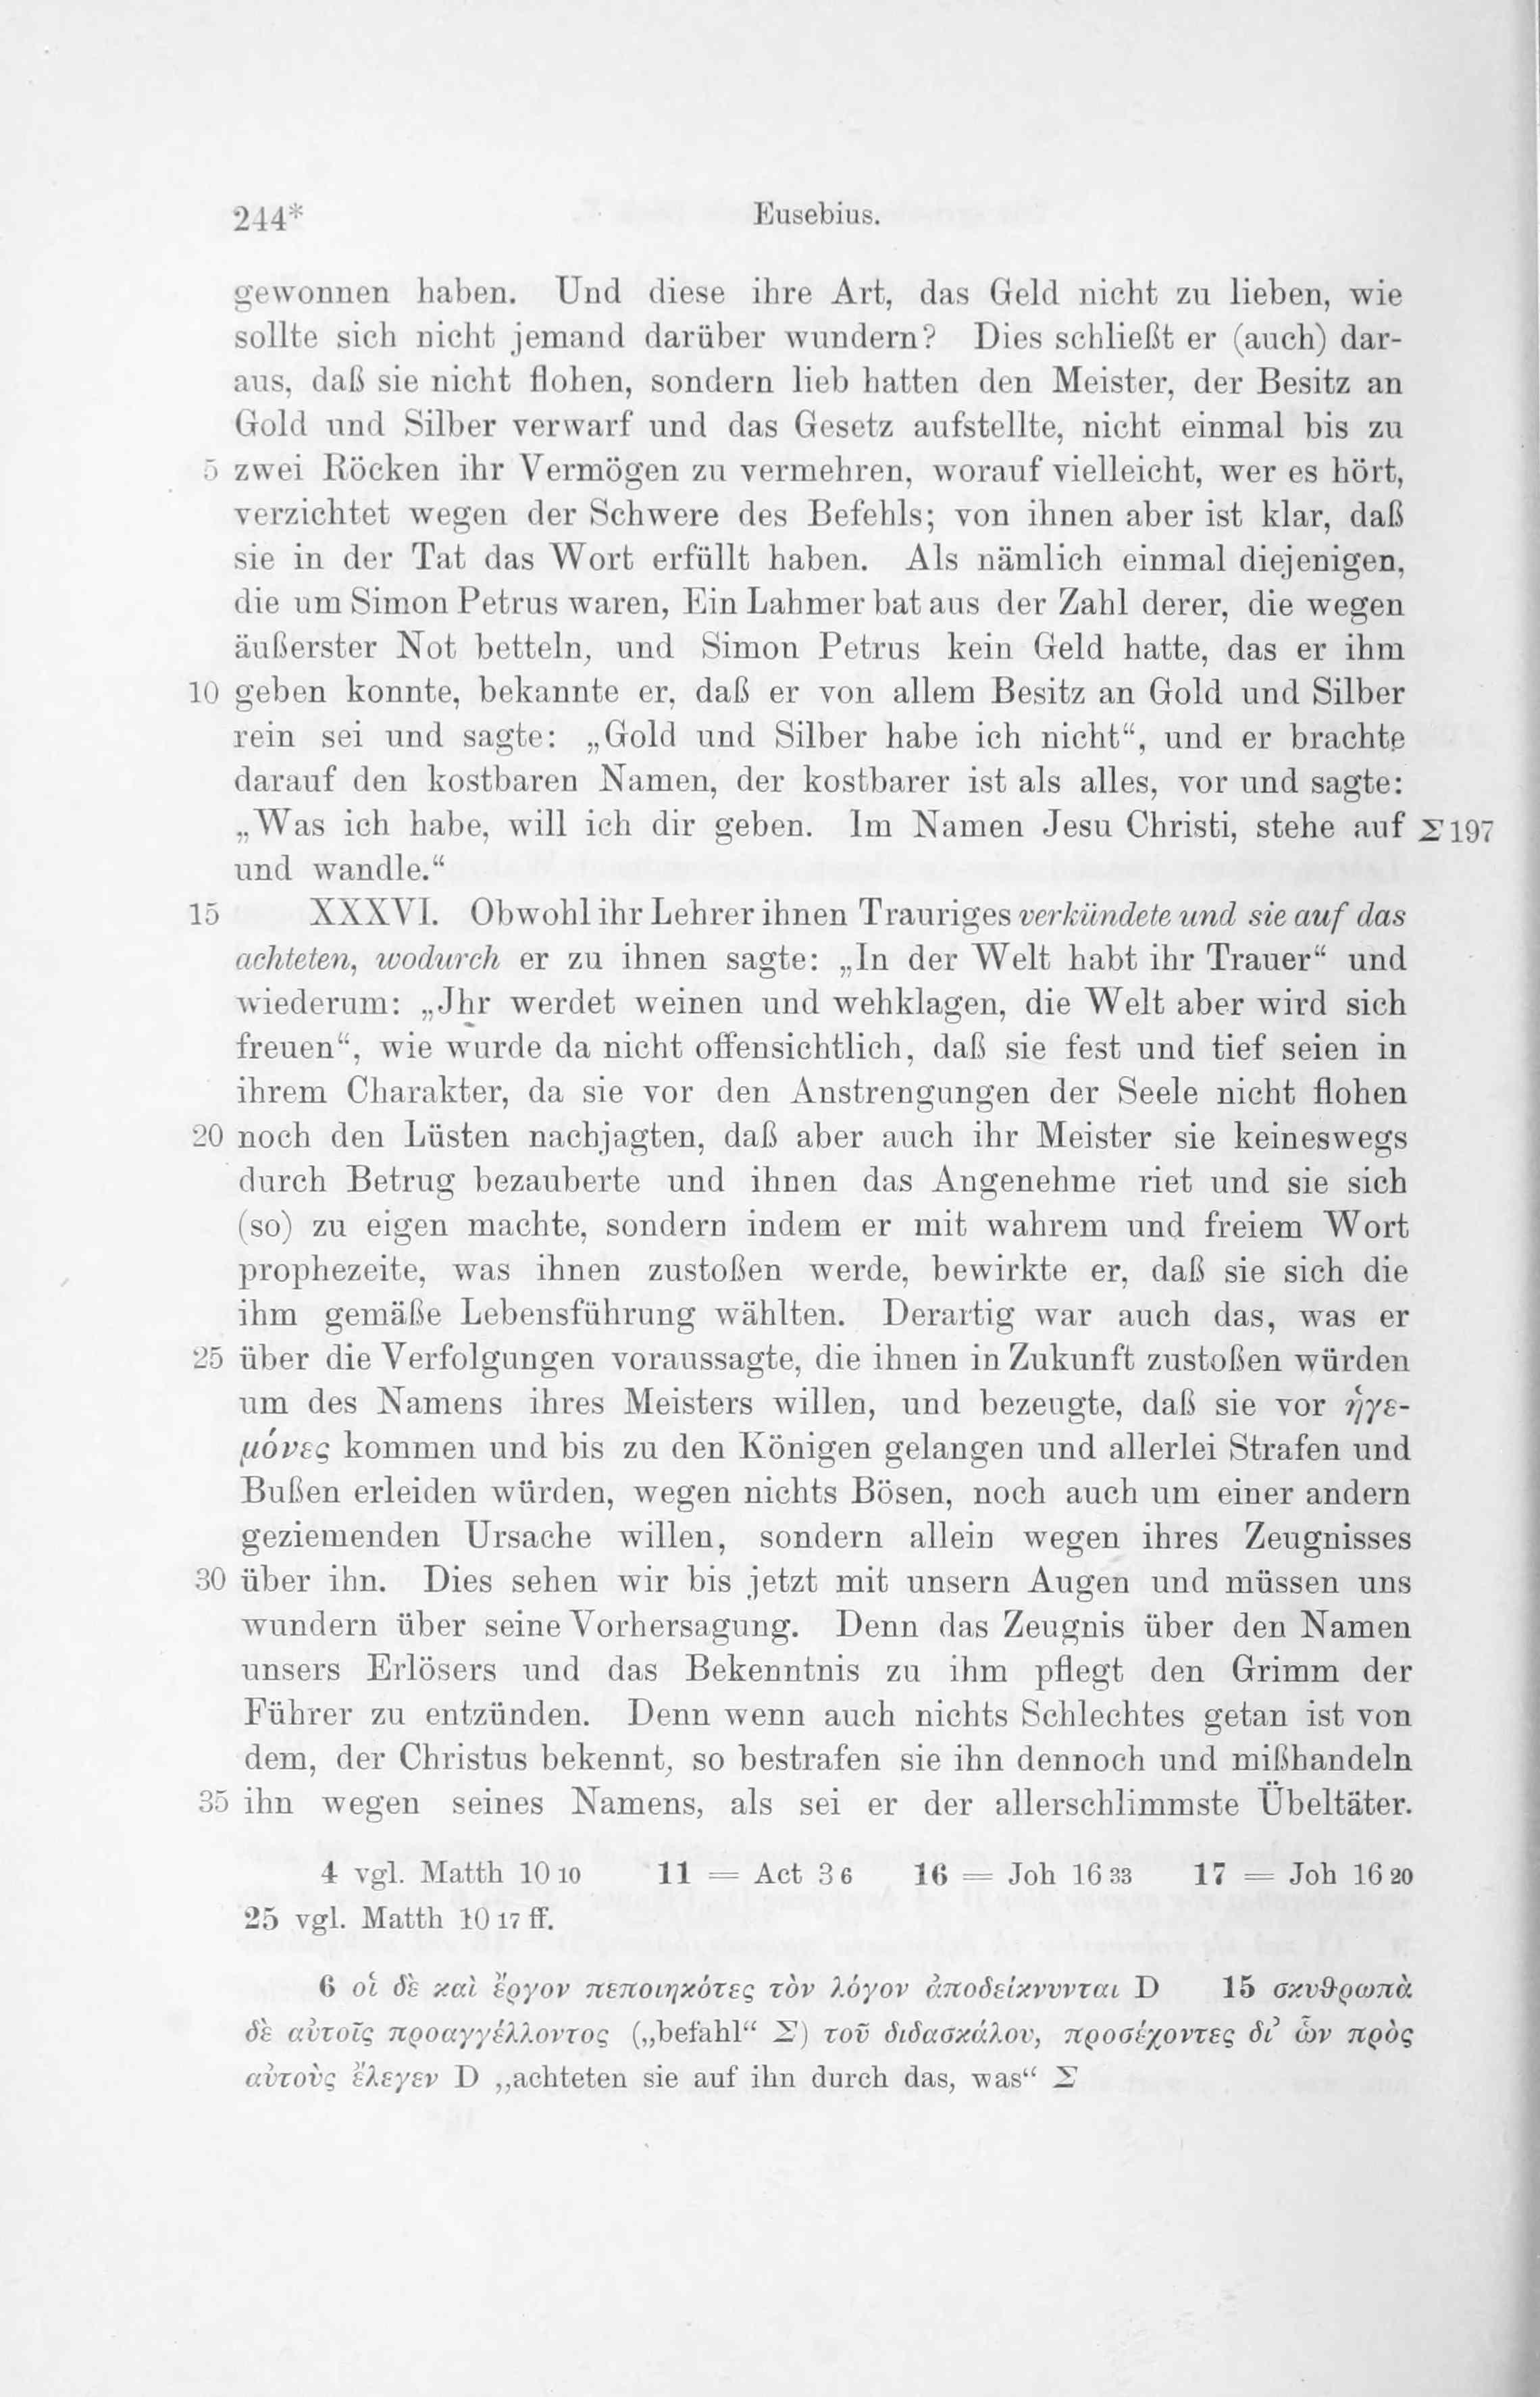 244*
Eusebius.
gewonnen haben. Und diese ihre Art, das Geld nicht zu lieben, wie
sollte sich nicht jemand darüber wundern? Dies schließt er (auch) dar-
aus, daß sie nicht flohen, sondern lieb hatten den Meister, der Besitz an
Gold und Silber verwarf und das Gesetz aufstellte, nicht einmal bis zu
5 zwei Röcken ihr Vermögen zu vermehren, worauf vielleicht, wer es hört,
verzichtet wegen der Schwere des Befehls; von ihnen aber ist klar, daß
sie in der Tat das Wort erfüllt haben. Als nämlich einmal diejenigen,
die um Simon Petrus waren, Ein Lahmer bat aus der Zahl derer, die wegen
äußerster Not betteln, und Simon Petrus kein Geld hatte, das er ihm
10 geben konnte, bekannte er, daß er von allem Besitz an Gold und Silber
rein sei und sagte: „Gold und Silber habe ich nicht“, und er brachte
darauf den kostbaren Namen, der kostbarer ist als alles, vor und sagte:
„Was ich habe, will ich dir geben. Im Namen Jesu Christi, stehe auf Σ197
und wandle.“
15 XXXVI. Obwohl ihr Lehrer ihnen Trauriges verkündete und sie auf das
achteten, wodurch er zu ihnen sagte: „In der Welt habt ihr Trauer“ und
wiederum: „Jhr werdet weinen und wehklagen, die Welt aber wird sich
freuen“, wie wurde da nicht offensichtlich, daß sie fest und tief seien in
ihrem Charakter, da sie vor den Anstrengungen der Seele nicht flohen
20 noch den Lüsten nachjagten, daß aber auch ihr Meister sie keineswegs
durch Betrug bezauberte und ihnen das Angenehme riet und sie sich
(so) zu eigen machte, sondern indem er mit wahrem und freiem Wort
prophezeite, was ihnen zustoßen werde, bewirkte er, daß sie sich die
ihm gemäße Lebensführung wählten. Derartig war auch das, was er
25 über die Verfolgungen voraussagte, die ihnen in Zukunft zustoßen würden
um des Namens ihres Meisters willen, und bezeugte, daß sie vor ἡγε-
μόνες kommen und bis zu den Königen gelangen und allerlei Strafen und
Bußen erleiden würden, wegen nichts Bösen, noch auch um einer andern
geziemenden Ursache willen, sondern allein wegen ihres Zeugnisses
30 über ihn. Dies sehen wir bis jetzt mit unsern Augen und müssen uns
wundern über seine Vorhersagung. Denn das Zeugnis über den Namen
unsers Erlösers und das Bekenntnis zu ihm pflegt den Grimm der
Führer zu entzünden. Denn wenn auch nichts Schlechtes getan ist von
dem, der Christus bekennt, so bestrafen sie ihn dennoch und mißhandeln
35 ihn wegen seines Namens, als sei er der allerschlimmste Übeltäter.
4 vgl. Matth 10 10 11 = Act 3 6 16 = Joh 16 33 17 = Joh 16 20
25 vgl. Matth 10 17 ff.
6 οἱ δὲ καὶ ἔργον πεποιηκότες τὸν λόγον ἀποδείκνυνται D 15 σκυθρωπὰ
δὲ αὐτοῖς προαγγέλλοντος („befahl“ Σ) τοῦ διδασκάλου, προσέχοντες δι’ ὧν πρὸς
αὐτοὺς ἔλεγεν D „achteten sie auf ihn durch das, was“ Σ